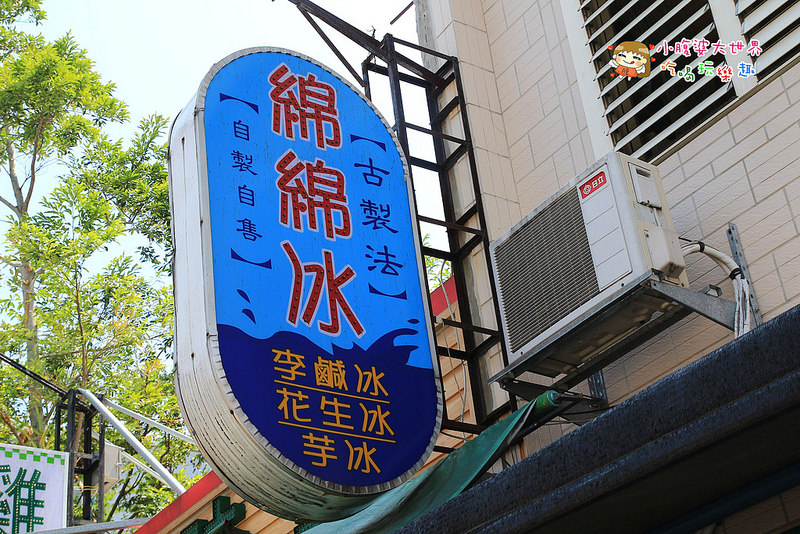 小腹婆大世界
吃喝玩樂趣
日立
【古製法】
綿綿冰
【自製自售】
李鹹冰
花生冰
芋冰
雞